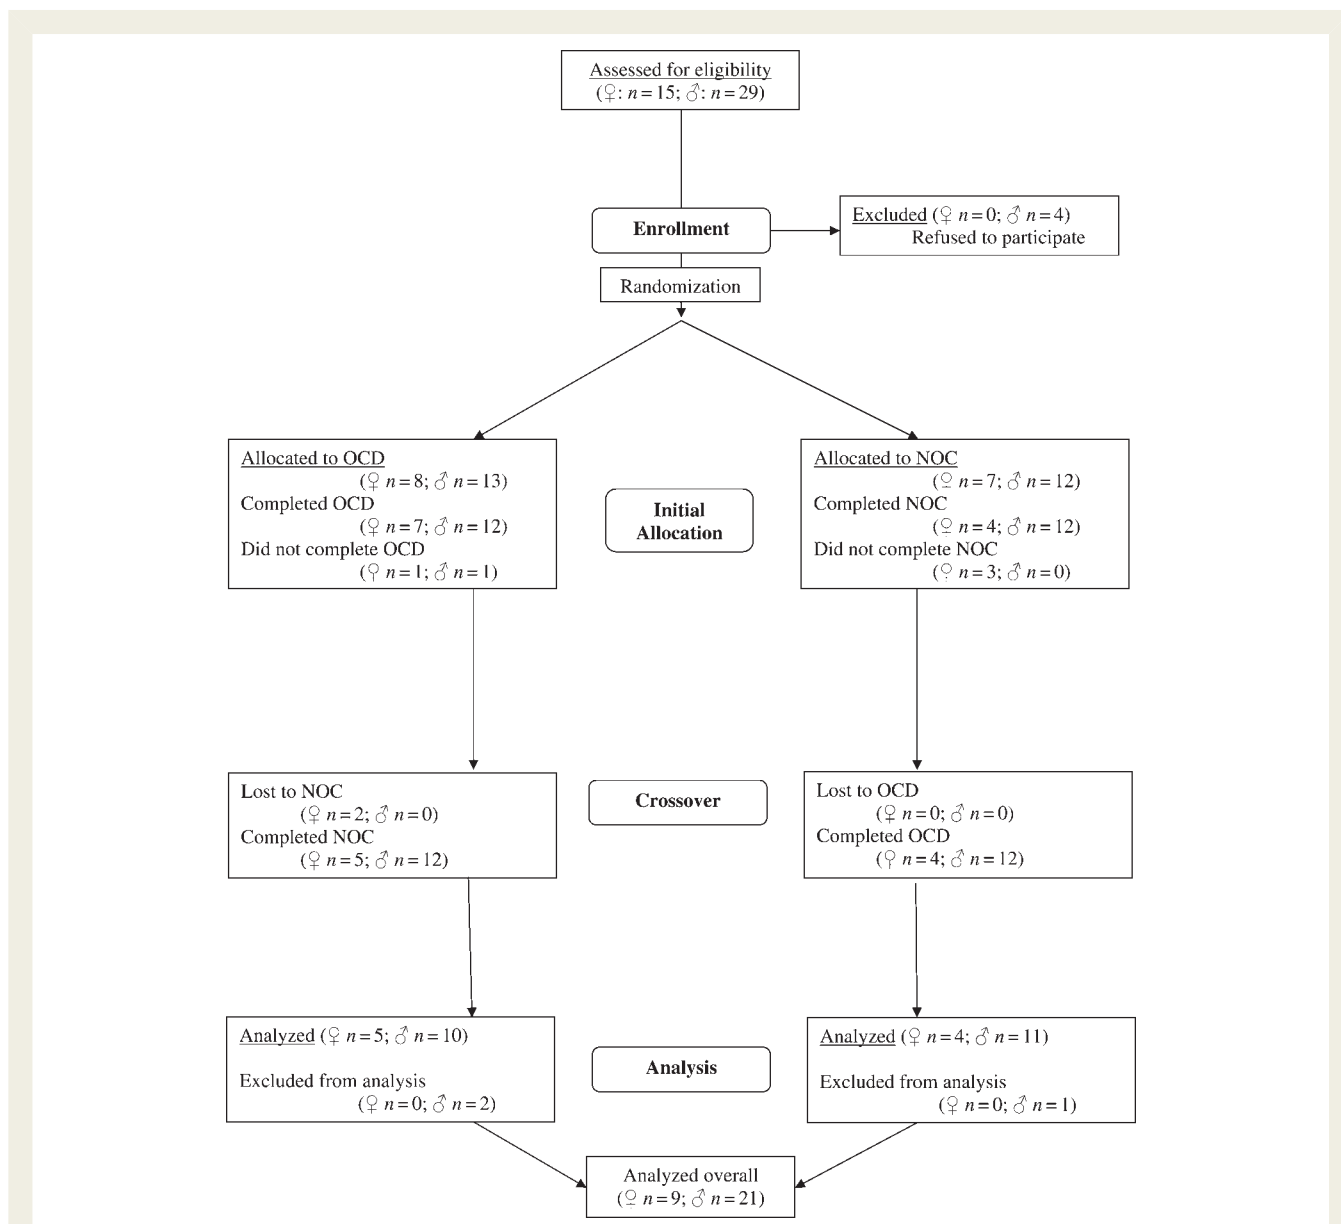 Assessed for eligibility
(♀: n=15; ♂: n=29)
Enrollment
Excluded (♀ n=0; ♂ n=4)
Refused to participate
Randomization
Allocated to OCD
(♀ n=8; ♂ n=13)
Completed OCD
(♀ n=7; ♂ n=12)
Did not complete OCD
(♀ n=1; ♂ n=1)
Initial
Allocation
Allocated to NOC
(♀ n=7; ♂ n=12)
Completed NOC
(♀ n=4; ♂ n=12)
Did not complete NOC
(♀ n=3; ♂ n=0)
Lost to NOC
(♀ n=2; ♂ n=0)
Completed NOC
(♀ n=5; ♂ n=12)
Crossover
Lost to OCD
(♀ n=0; ♂ n=0)
Completed OCD
(♀ n=4; ♂ n=12)
Analyzed (♀ n=5; ♂ n=10)
Excluded from analysis
(♀ n=0; ♂ n=2)
Analysis
Analyzed (♀ n=4; ♂ n=11)
Excluded from analysis
(♀ n=0; ♂ n=1)
Analyzed overall
(♀ n=9; ♂ n=21)